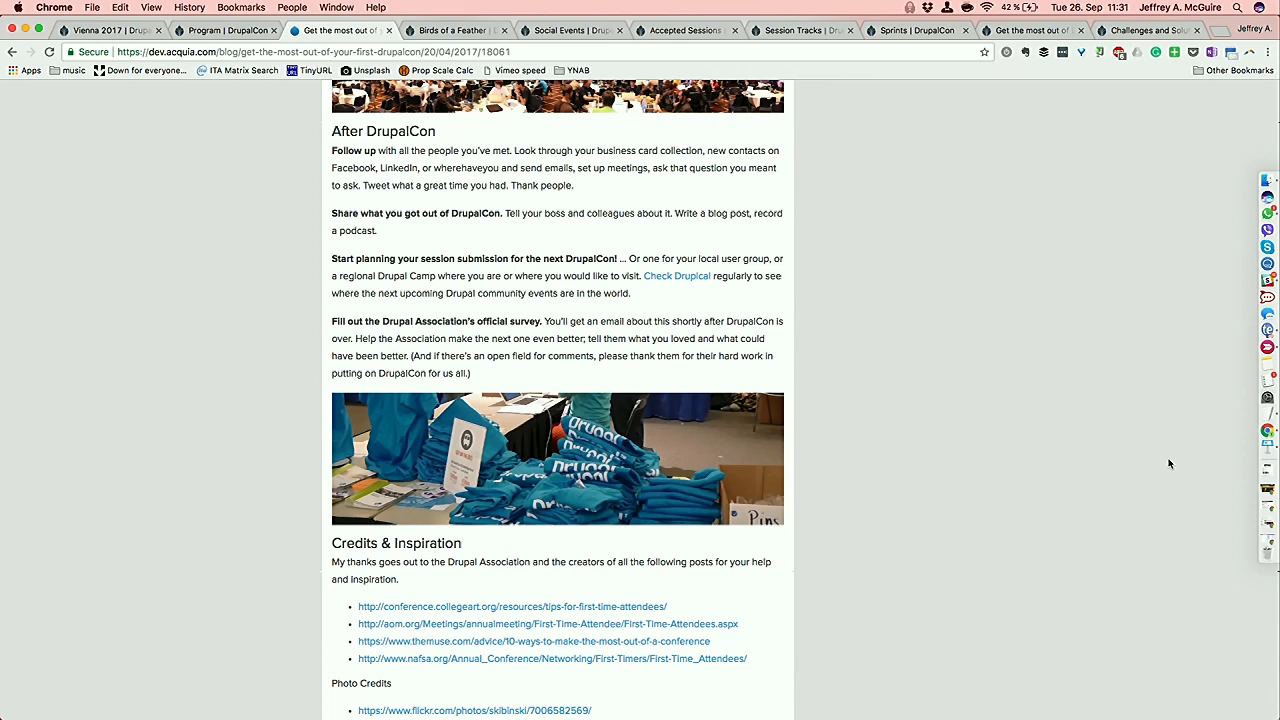 Chrome File Edit View History Bookmarks People Window Help 42 % Tue 26. Sep 11:31 Jeffrey A. McGuire
Vienna 2017 | Drup Program | DrupalCon Get the most out of y Birds of a Feather | D Social Events | Drup Accepted Sessions Session Tracks | Dru Sprints | DrupalCon Get the most out of Challenges and Solu Jeffrey A.
Secure https://dev.acquia.com/blog/get-the-most-out-of-your-first-drupalcon/20/04/2017/18061
Apps music Down for everyone... ITA Matrix Search TinyURL Unsplash Prop Scale Calc Vimeo speed YNAB Other Bookmarks
After DrupalCon
Follow up with all the people you've met. Look through your business card collection, new contacts on
Facebook, LinkedIn, or wherehaveyou and send emails, set up meetings, ask that question you meant
to ask. Tweet what a great time you had. Thank people.
Share what you got out of DrupalCon. Tell your boss and colleagues about it. Write a blog post, record
a podcast.
Start planning your session submission for the next DrupalCon! ... Or one for your local user group, or
a regional Drupal Camp where you are or where you would like to visit. Check Drupical regularly to see
where the next upcoming Drupal community events are in the world.
Fill out the Drupal Association's official survey. You'll get an email about this shortly after DrupalCon is
over. Help the Association make the next one even better; tell them what you loved and what could
have been better. (And if there's an open field for comments, please thank them for their hard work in
putting on DrupalCon for us all.)
Drupal
Drupal
Pins
Credits & Inspiration
My thanks goes out to the Drupal Association and the creators of all the following posts for your help
and inspiration.
• http://conference.collegeart.org/resources/tips-for-first-time-attendees/
• http://aom.org/Meetings/annualmeeting/First-Time-Attendee/First-Time-Attendees.aspx
• https://www.themuse.com/advice/10-ways-to-make-the-most-out-of-a-conference
• http://www.nafsa.org/Annual_Conference/Networking/First-Timers/First-Time_Attendees/
Photo Credits
• https://www.flickr.com/photos/skibinski/7006582569/